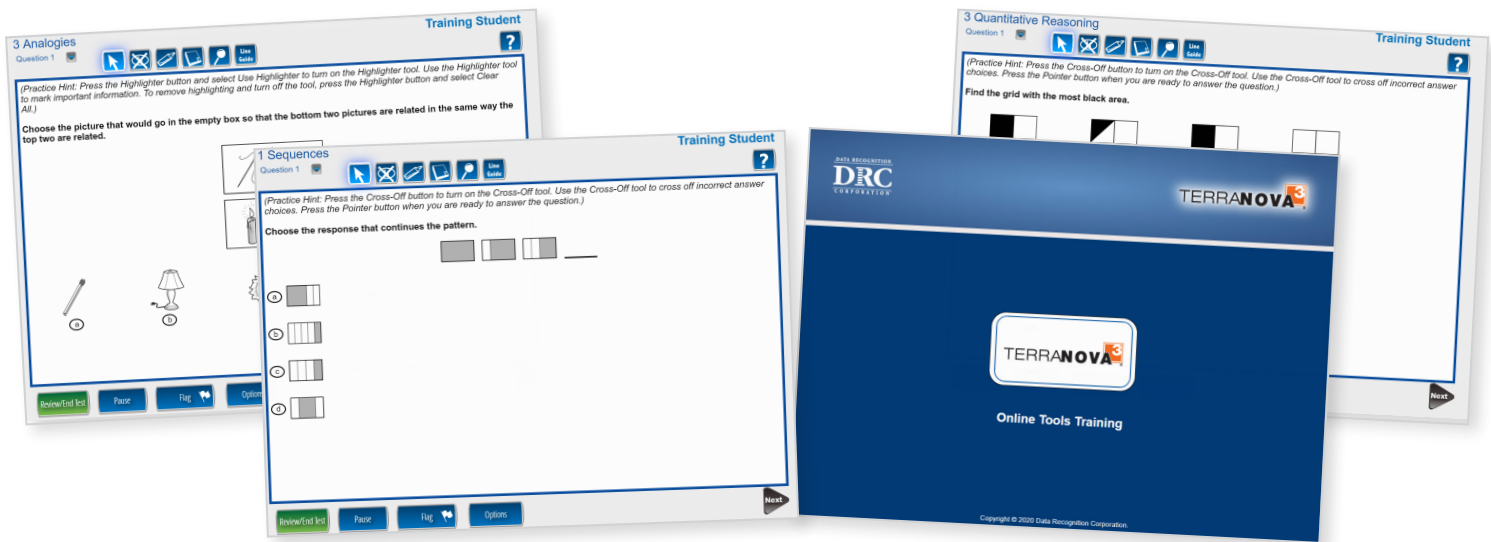 3 Analogies
Training Student
Question 1
Line
Guide
?
(Practice Hint: Press the Highlighter button and select Use Highlighter to turn on the Highlighter tool. Use the Highlighter tool
to mark important information. To remove highlighting and turn off the tool, press the Highlighter button and select Clear
All.)
Choose the picture that would go in the empty box so that the bottom two pictures are related in the same way the
top two are related.
a
b
Review/End Test
Pause
Flag
1 Sequences
Training Student
Question 1
Line
Guide
?
(Practice Hint: Press the Cross-Off button to turn on the Cross-Off tool. Use the Cross-Off tool to cross off incorrect answer
choices. Press the Pointer button when you are ready to answer the question.)
Choose the response that continues the pattern.
a
b
c
d
Review/End Test
Pause
Flag
Options
Next
DATA RECOGNITION
DRC
CORPORATION
TERRANOVA3
TERRANOVA3
Online Tools Training
Copyright © 2020 Data Recognition Corporation.
3 Quantitative Reasoning
Training Student
Question 1
Line
Guide
?
(Practice Hint: Press the Cross-Off button to turn on the Cross-Off tool. Use the Cross-Off tool to cross off incorrect answer
choices. Press the Pointer button when you are ready to answer the question.)
Find the grid with the most black area.
Next